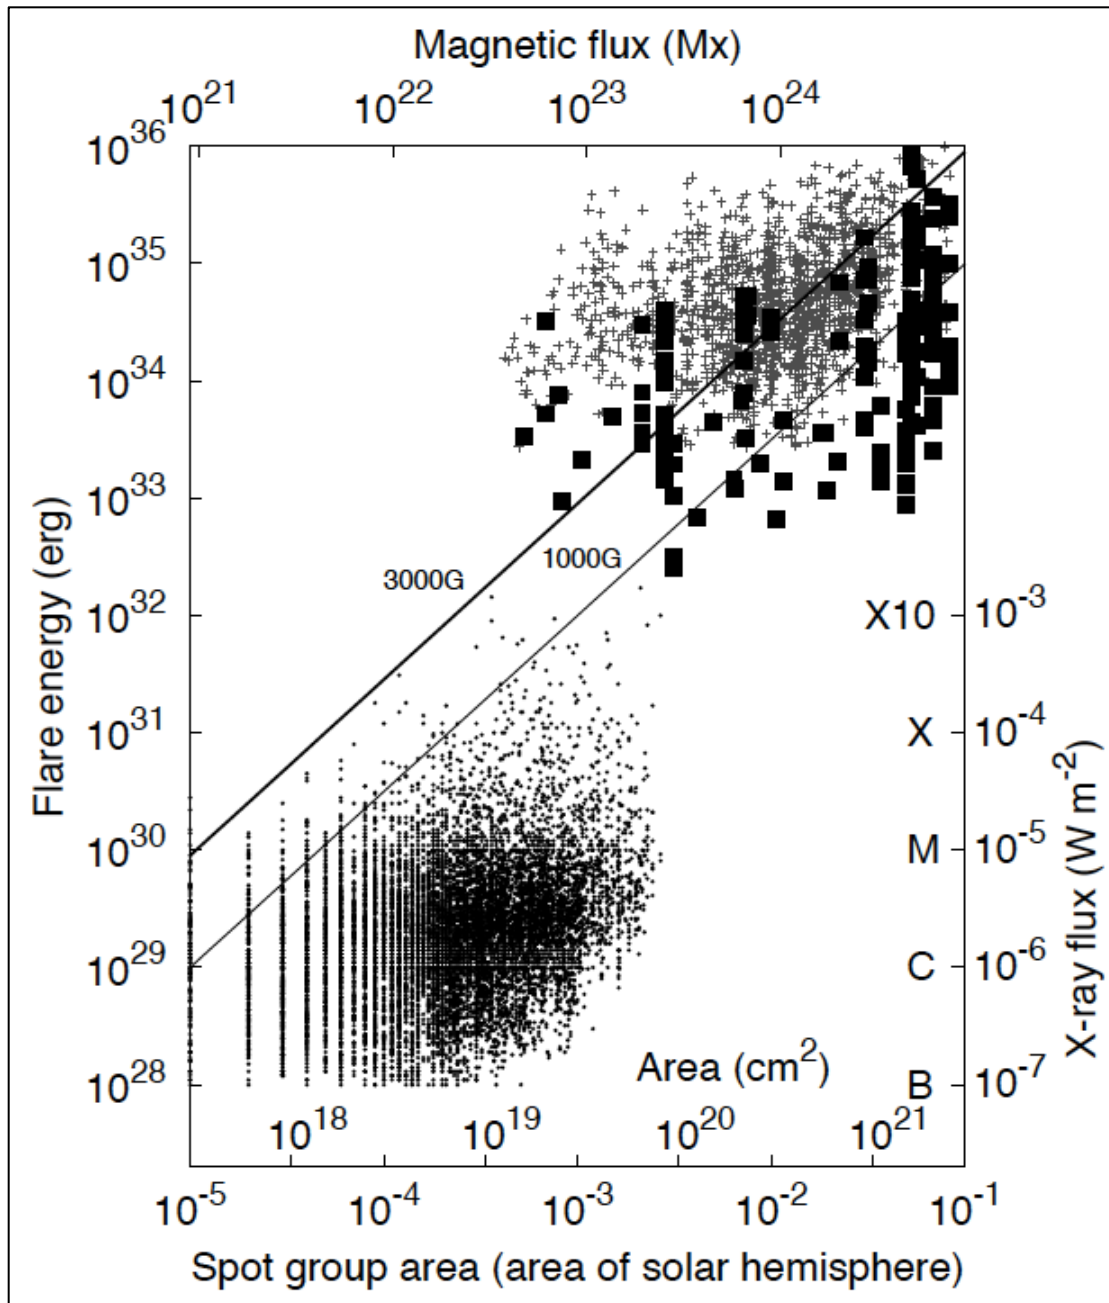 Magnetic flux (Mx)
10^21 10^22 10^23 10^24
10^36
10^35
10^34
10^33
10^32
10^31
10^30
10^29
10^28
Flare energy (erg)
3000G
1000G
X10 10^-3
X 10^-4
M 10^-5
C 10^-6
B 10^-7
X-ray flux (W m^-2)
Area (cm^2)
10^18 10^19 10^20 10^21
10^-5 10^-4 10^-3 10^-2 10^-1
Spot group area (area of solar hemisphere)